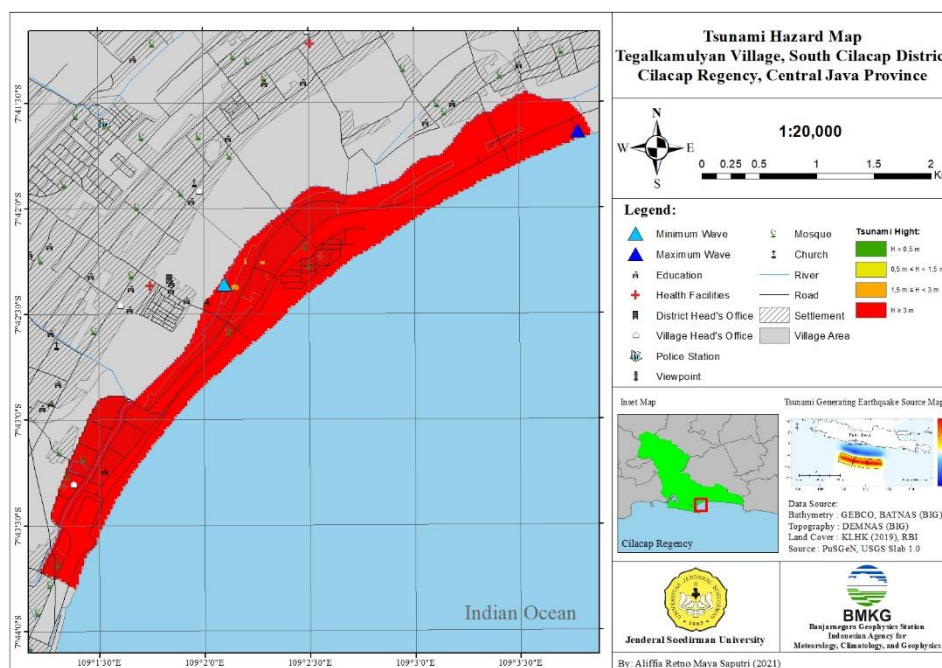 Tsunami Hazard Map
Tegalkamulyan Village, South Cilacap Distric
Cilacap Regency, Central Java Province
N
W
E
S
1:20,000
0 0.25 0.5 1 1.5 2
Legend:
Minimum Wave
Maximum Wave
Education
Health Facilities
District Head's Office
Village Head's Office
Police Station
Viewpoint
Mosque
Church
River
Road
Settlement
Village Area
Tsunami Hight:
H < 0,5 m
0,5 m ≤ H < 1,5 m
1,5 m ≤ H < 3 m
H ≥ 3 m
7°41'30"S
7°42'0"S
7°42'30"S
7°43'0"S
7°43'30"S
7°44'0"S
109°1'30"E
109°2'0"E
109°2'30"E
109°3'0"E
109°3'30"E
Indian Ocean
Inset Map
Cilacap Regency
Tsunami Generating Earthquake Source Map
Data Source:
Bathymetry : GEBCO, BATNAS (BIG)
Topography : DEMNAS (BIG)
Land Cover : KLHK (2019), RBI
Source : PuSGeN, USGS Slab 1.0
UNIVERSITAS JENDERAL SOEDIRMAN
Jenderal Soedirman University
BMKG
Banjarnegara Geophysics Station
Indonesian Agency for
Meteorology, Climatology, and Geophysics
By: Aliffia Retno Maya Saputri (2021)